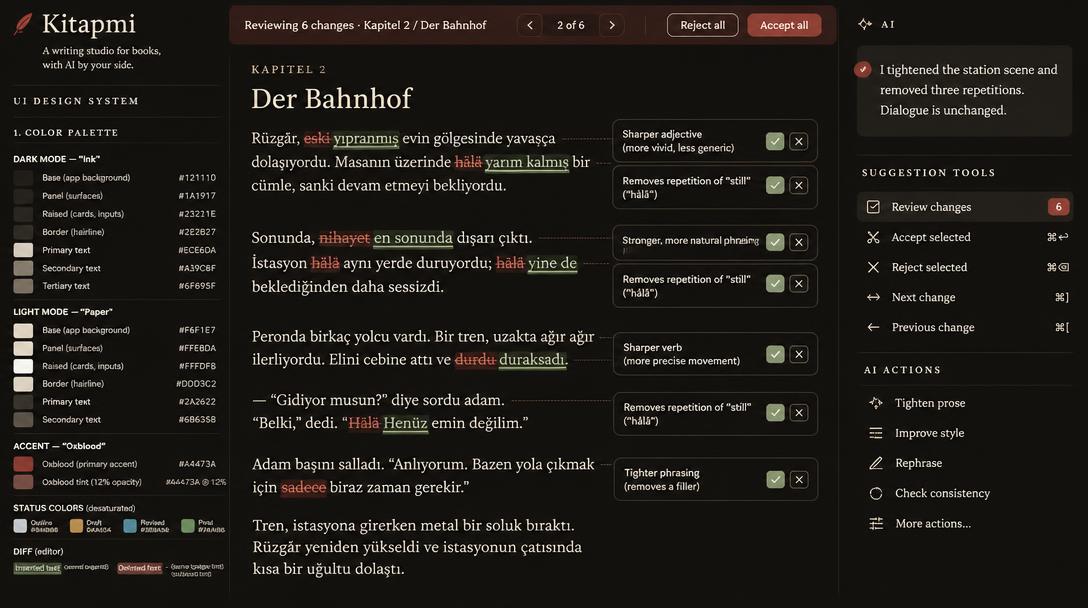 Kitapmi
A writing studio for books,
with AI by your side.
UI DESIGN SYSTEM
1. COLOR PALETTE
DARK MODE — “Ink”
Base (app background) #121110
Panel (surfaces) #1A1917
Raised (cards, inputs) #23221E
Border (hairline) #2E2B27
Primary text #ECE6DA
Secondary text #A39C8F
Tertiary text #6F695F
LIGHT MODE — “Paper”
Base (app background) #F6F1E7
Panel (surfaces) #FFEBDA
Raised (cards, inputs) #FFFDFB
Border (hairline) #DDD3C2
Primary text #2A2622
Secondary text #6B635B
ACCENT — “Oxblood”
Oxblood (primary accent) #A4473A
Oxblood tint (12% opacity) #A4473A @ 12%
STATUS COLORS (desaturated)
Outline Draft Revised
DIFF (editor)
Inserted text Deleted text
Reviewing 6 changes · Kapitel 2 / Der Bahnhof
2 of 6
Reject all
Accept all
KAPITEL 2
Der Bahnhof
Rüzgâr, eski yıpranmış evin gölgesinde yavaşça
dolaşıyordu. Masanın üzerinde hâlâ yarım kalmış bir
cümle, sanki devam etmeyi bekliyordu.
Sonunda, nihayet en sonunda dışarı çıktı.
İstasyon hâlâ aynı yerde duruyordu; hâlâ yine de
beklediğinden daha sessizdi.
Peronda birkaç yolcu vardı. Bir tren, uzakta ağır ağır
ilerliyordu. Elini cebine attı ve durdu duraksadı.
— “Gidiyor musun?” diye sordu adam.
“Belki,” dedi. “Hâlâ Henüz emin değilim.”
Adam başını salladı. “Anlıyorum. Bazen yola çıkmak
için sadece biraz zaman gerekir.”
Tren, istasyona girerken metal bir soluk bıraktı.
Rüzgâr yeniden yükseldi ve istasyonun çatısında
kısa bir uğultu dolaştı.
Sharper adjective
(more vivid, less generic)
Removes repetition of “still”
(“hâlâ”)
Stronger, more natural phrasing
Removes repetition of “still”
(“hâlâ”)
Sharper verb
(more precise movement)
Removes repetition of “still”
(“hâlâ”)
Tighter phrasing
(removes a filler)
AI
I tightened the station scene and
removed three repetitions.
Dialogue is unchanged.
SUGGESTION TOOLS
Review changes 6
Accept selected ⌘↩
Reject selected ⌘⌫
Next change ⌘]
Previous change ⌘[
AI ACTIONS
Tighten prose
Improve style
Rephrase
Check consistency
More actions...